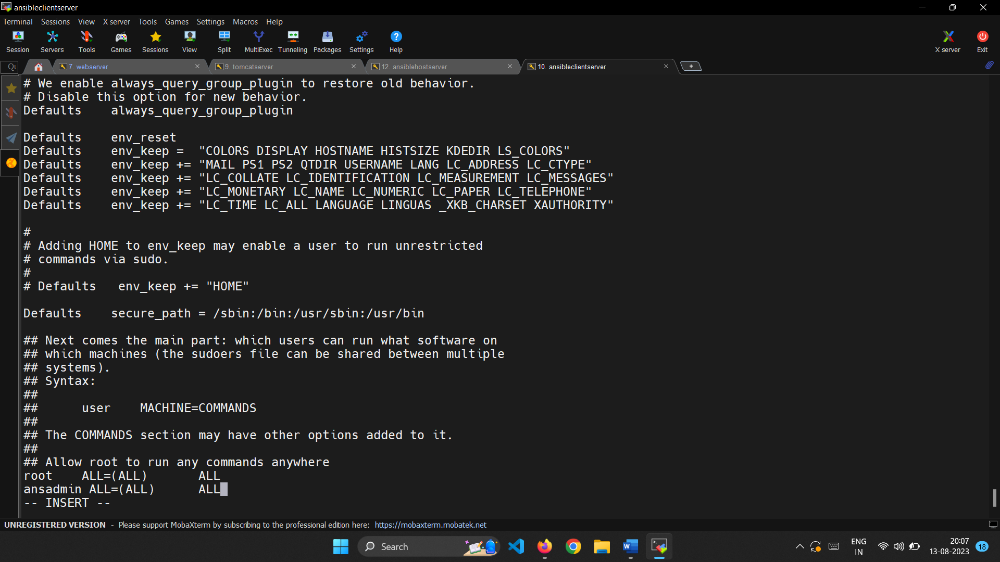 ansibleclientserver
Terminal Sessions View X server Tools Games Settings Macros Help
Session Servers Tools Games Sessions View Split MultiExec Tunneling Packages Settings Help X server Exit
7. webserver 9. tomcatserver 12. ansiblehostserver 10. ansibleclientserver
# We enable always_query_group_plugin to restore old behavior.
# Disable this option for new behavior.
Defaults    always_query_group_plugin
Defaults    env_reset
Defaults    env_keep =  "COLORS DISPLAY HOSTNAME HISTSIZE KDEDIR LS_COLORS"
Defaults    env_keep += "MAIL PS1 PS2 QTDIR USERNAME LANG LC_ADDRESS LC_CTYPE"
Defaults    env_keep += "LC_COLLATE LC_IDENTIFICATION LC_MEASUREMENT LC_MESSAGES"
Defaults    env_keep += "LC_MONETARY LC_NAME LC_NUMERIC LC_PAPER LC_TELEPHONE"
Defaults    env_keep += "LC_TIME LC_ALL LANGUAGE LINGUAS _XKB_CHARSET XAUTHORITY"
#
# Adding HOME to env_keep may enable a user to run unrestricted
# commands via sudo.
#
# Defaults   env_keep += "HOME"
Defaults    secure_path = /sbin:/bin:/usr/sbin:/usr/bin
## Next comes the main part: which users can run what software on
## which machines (the sudoers file can be shared between multiple
## systems).
## Syntax:
##
##      user    MACHINE=COMMANDS
##
## The COMMANDS section may have other options added to it.
##
## Allow root to run any commands anywhere
root    ALL=(ALL)       ALL
ansadmin ALL=(ALL)      ALL
-- INSERT --
UNREGISTERED VERSION - Please support MobaXterm by subscribing to the professional edition here: https://mobaxterm.mobatek.net
Search
ENG
IN
20:07
13-08-2023
18